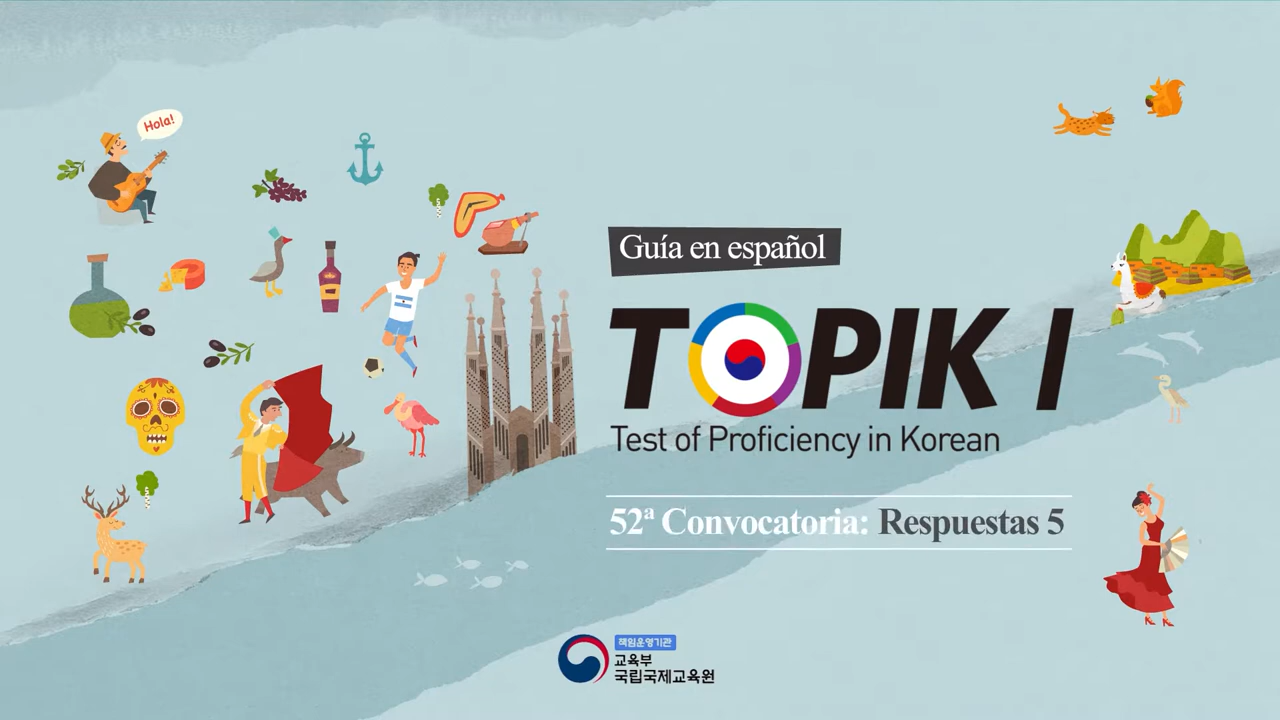 Hola!
Guía en español
TOPIK I
Test of Proficiency in Korean
52ª Convocatoria: Respuestas 5
책임운영기관
교육부
국립국제교육원